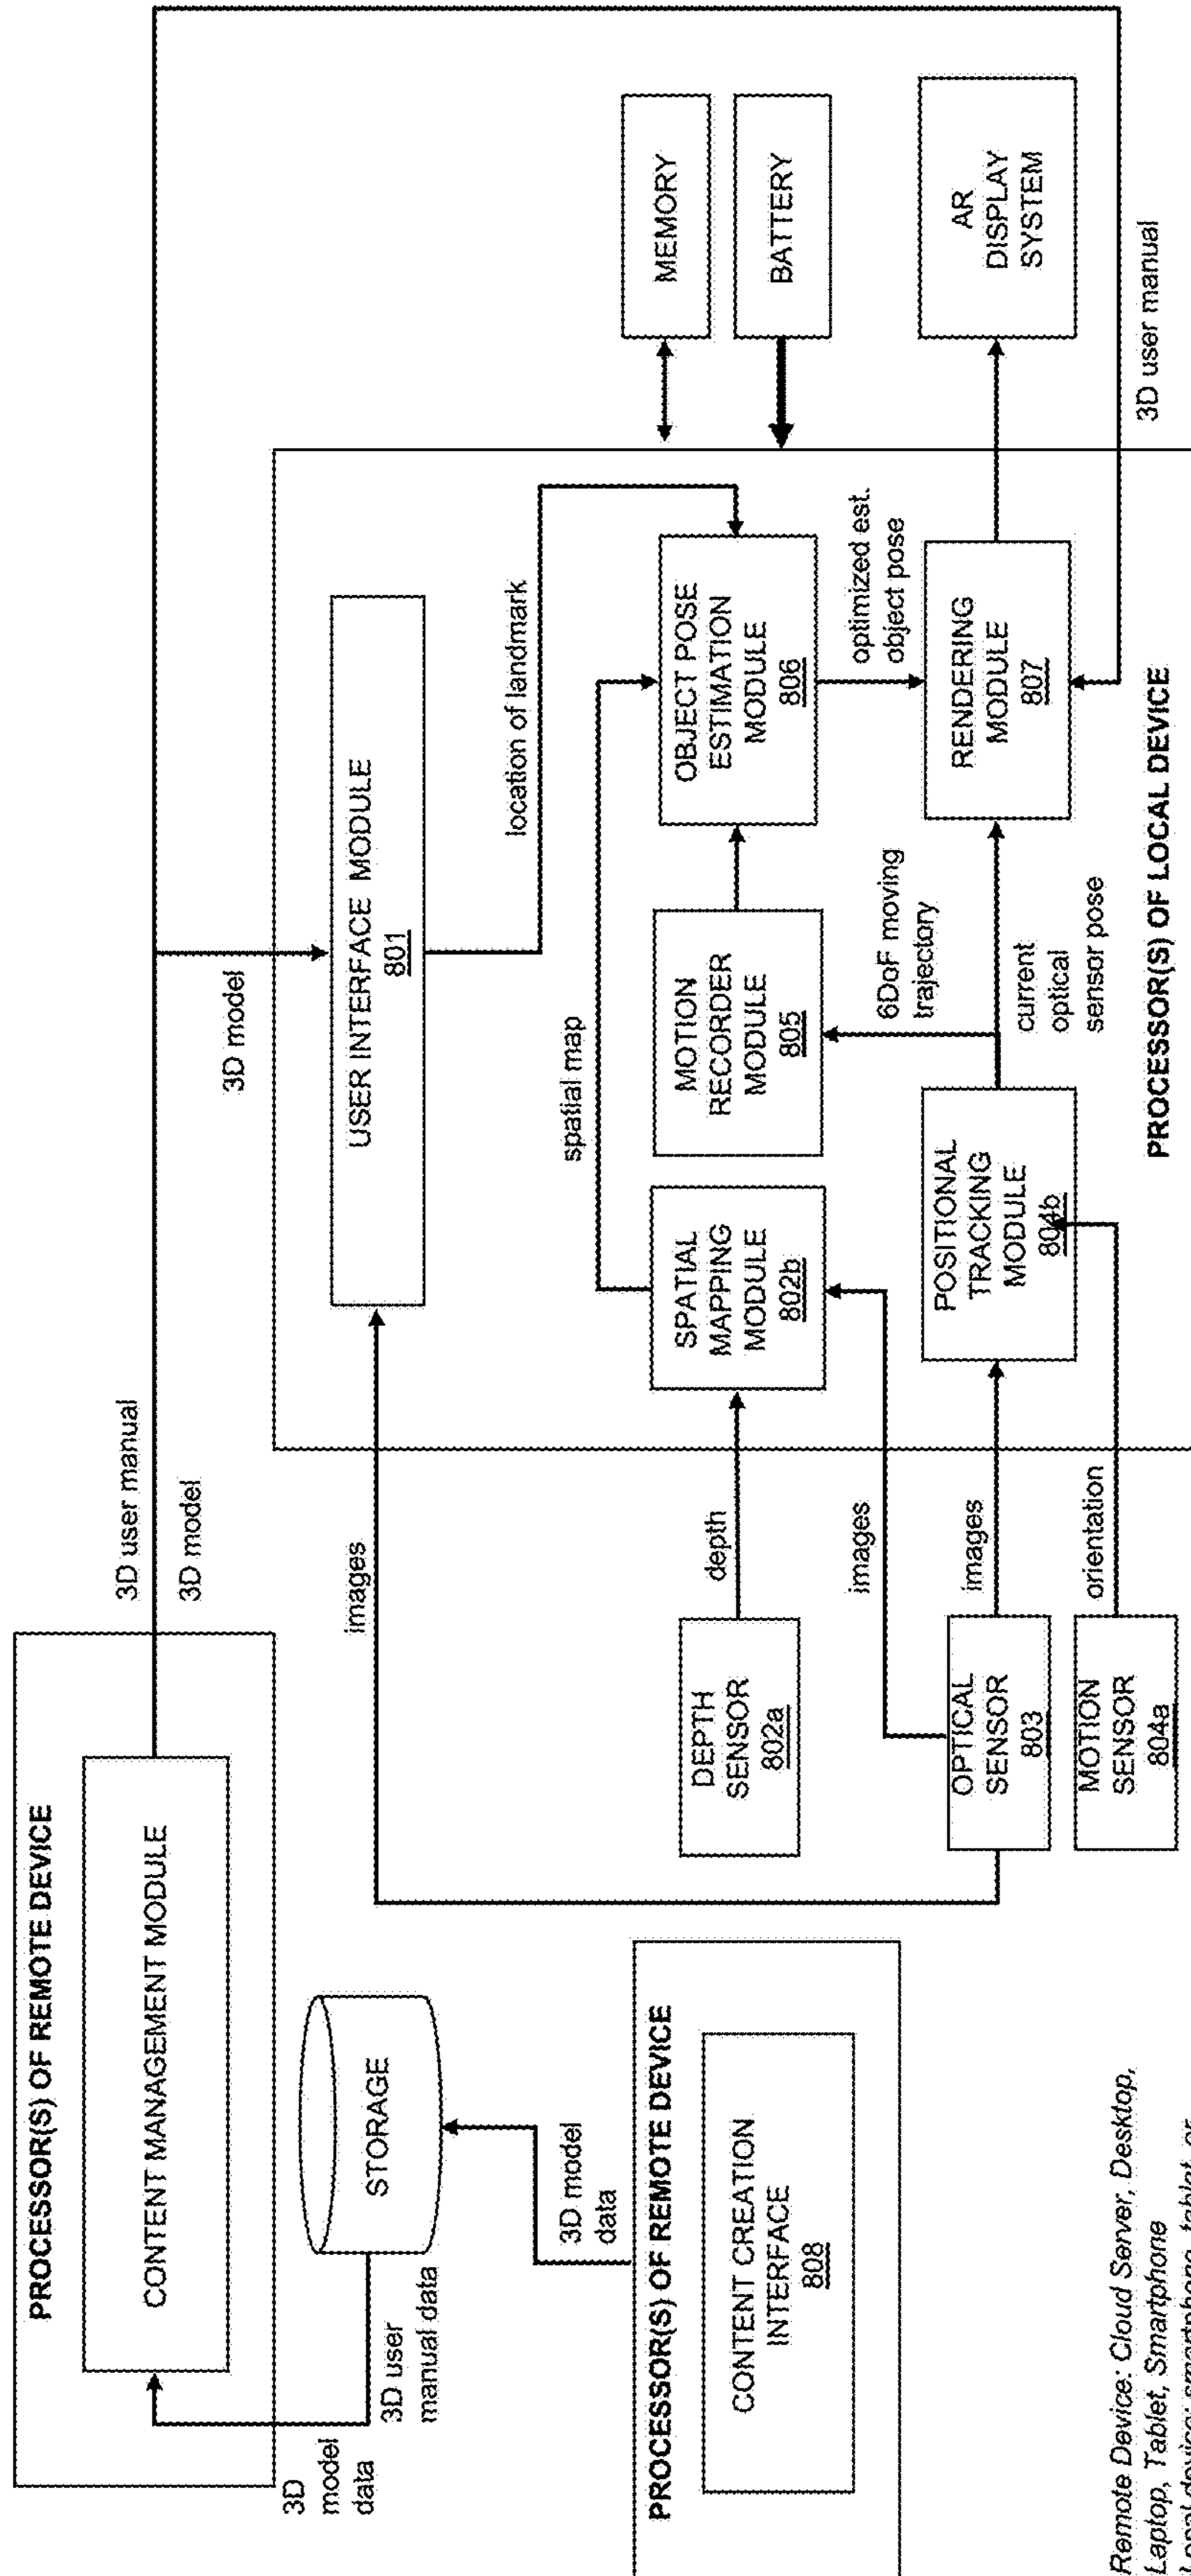 PROCESSOR(S) OF REMOTE DEVICE
CONTENT MANAGEMENT MODULE
3D user manual
3D model
3D
model
data
3D user
manual data
STORAGE
3D model
data
PROCESSOR(S) OF REMOTE DEVICE
CONTENT CREATION
INTERFACE
808
Remote Device: Cloud Server, Desktop,
Laptop, Tablet, Smartphone
Local device: smartphone, tablet, or
images
DEPTH
SENSOR
802a
OPTICAL
SENSOR
803
MOTION
SENSOR
804a
depth
images
images
orientation
3D model
USER INTERFACE MODULE
801
location of landmark
spatial map
SPATIAL
MAPPING
MODULE
802b
MOTION
RECORDER
MODULE
805
OBJECT POSE
ESTIMATION
MODULE
806
POSITIONAL
TRACKING
MODULE
804b
6DoF moving
trajectory
current
optical
sensor pose
optimized est.
object pose
RENDERING
MODULE
807
PROCESSOR(S) OF LOCAL DEVICE
MEMORY
BATTERY
AR
DISPLAY
SYSTEM
3D user manual